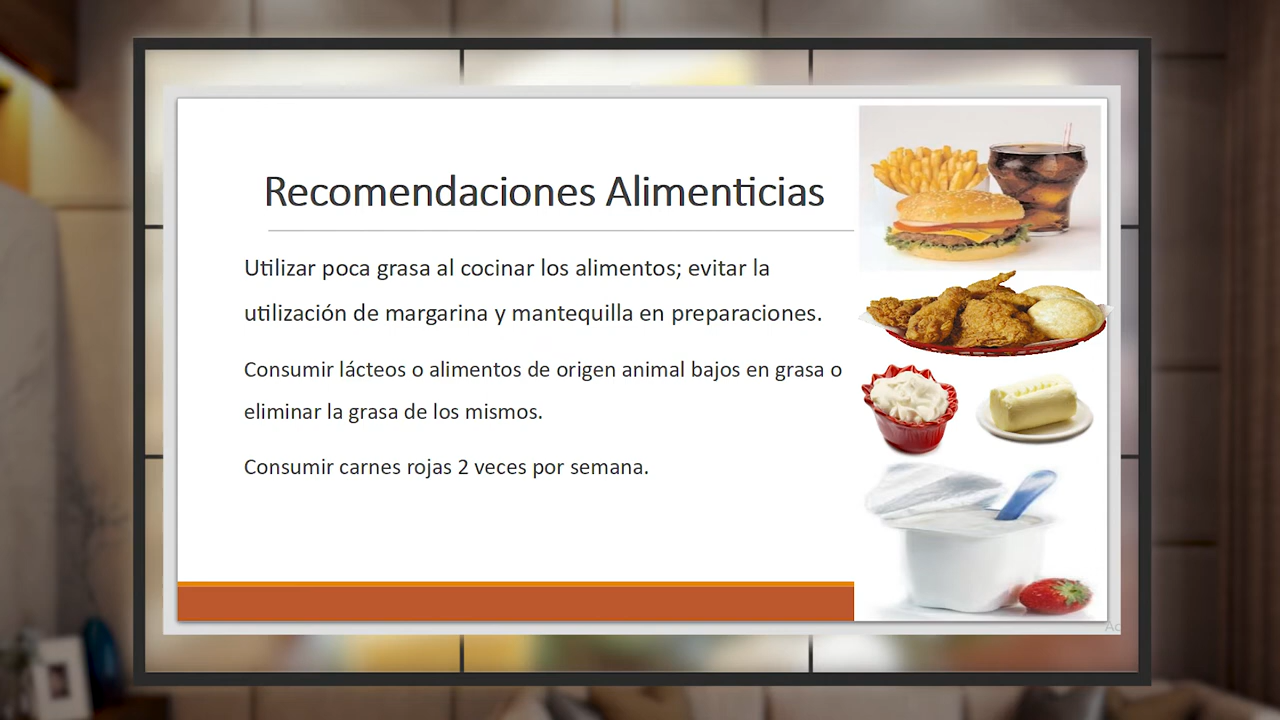 Recomendaciones Alimenticias
Utilizar poca grasa al cocinar los alimentos; evitar la
utilización de margarina y mantequilla en preparaciones.
Consumir lácteos o alimentos de origen animal bajos en grasa o
eliminar la grasa de los mismos.
Consumir carnes rojas 2 veces por semana.